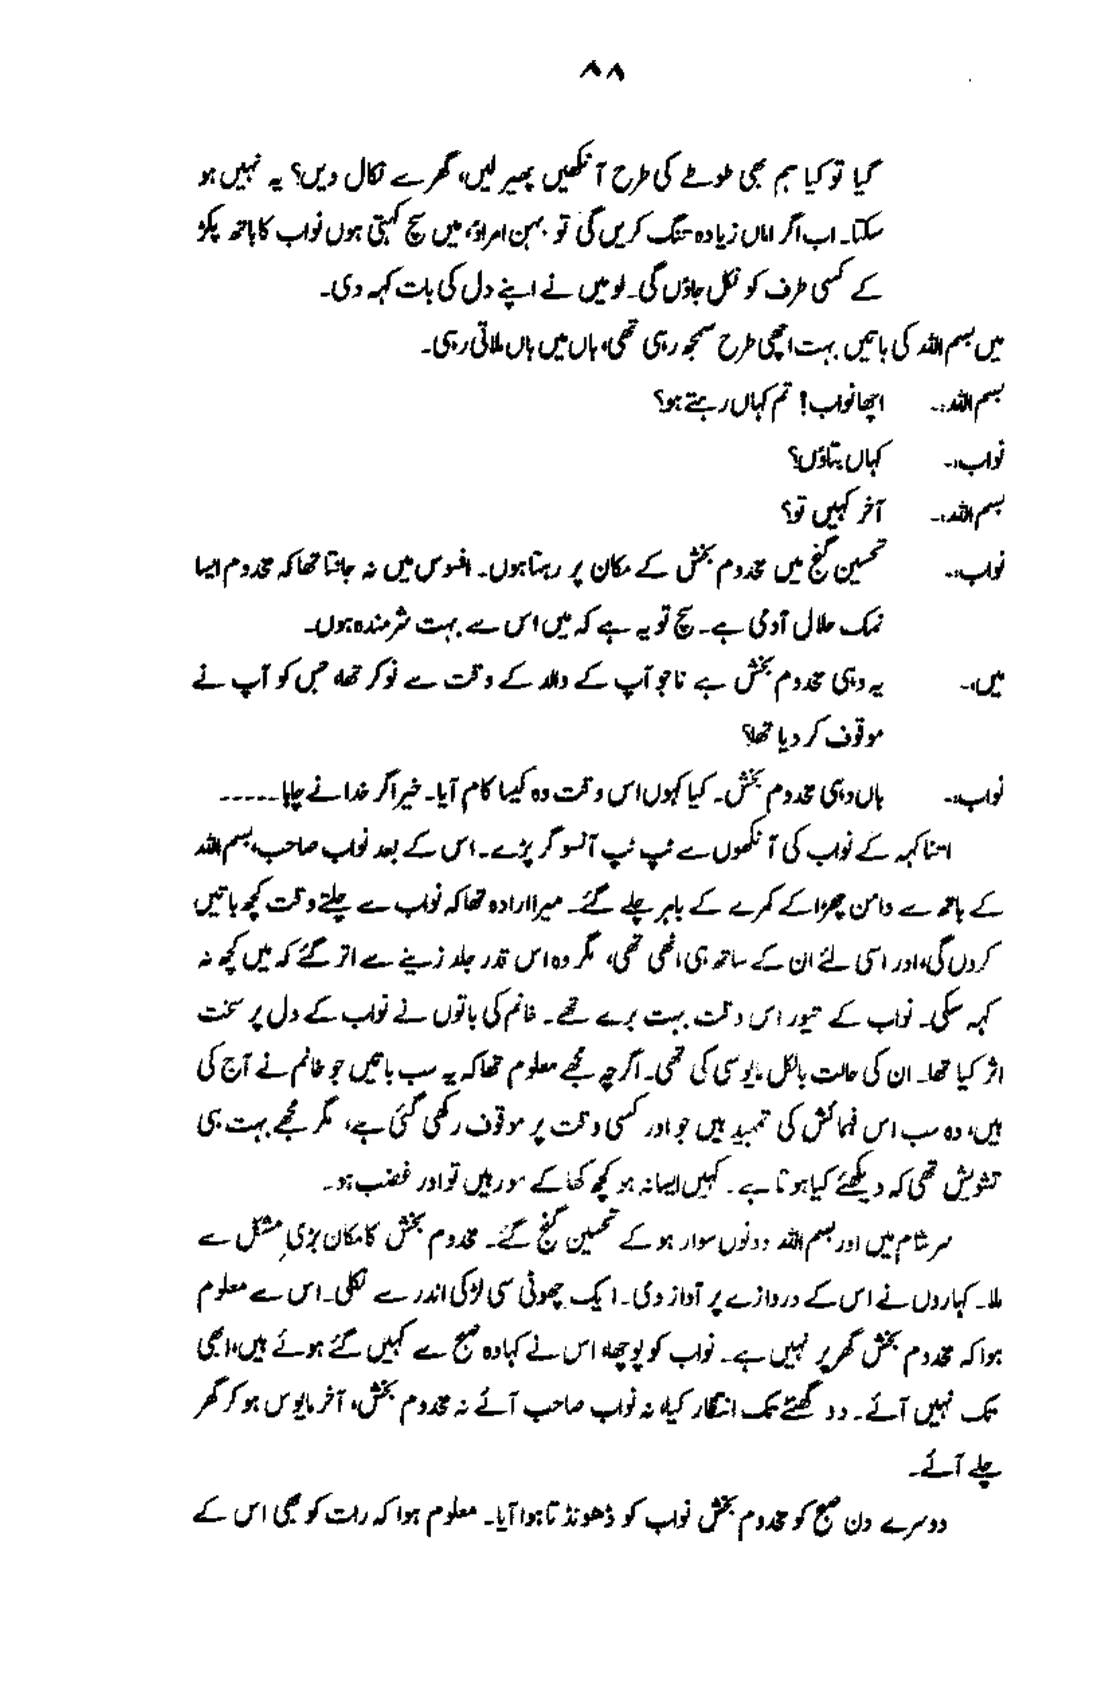 ۸۸
گیا تو کیا ہم بھی طوطے کی طرح آنکھیں پھیر لیں، گھر سے نکال دیں؟ یہ نہیں ہو
سکتا۔ اب اگر اماں زیادہ تنگ کریں گی تو بہن امراؤ، میں سچ کہتی ہوں نواب کا ہاتھ پکڑ
کے کسی طرف کو نکل جاؤں گی۔ لو میں نے اپنے دل کی بات کہہ دی۔
میں بسم اللہ کی باتیں بہت اچھی طرح سمجھ رہی تھی، ہاں میں ہاں ملاتی رہی۔
بسم اللہ:۔ اچھا نواب! تم کہاں رہتے ہو؟
نواب:۔ کہاں بتاؤں؟
بسم اللہ:۔ آخر کہیں تو؟
نواب:۔ تحسین گنج میں مخدوم بخش کے مکان پر رہتا ہوں۔ افسوس میں نہ جانتا تھا کہ مخدوم ایسا
نمک حلال آدمی ہے۔ سچ تو یہ ہے کہ میں اس سے بہت شرمندہ ہوں۔
میں:۔ یہ وہی مخدوم بخش ہے نا جو آپ کے والد کے وقت سے نوکر تھا، جس کو آپ نے
موقوف کر دیا تھا؟
نواب:۔ ہاں وہی مخدوم بخش۔ کیا کہوں اس وقت وہ کیسا کام آیا۔ خیر اگر خدا نے چاہا۔۔۔۔۔
اتنا کہہ کے نواب کی آنکھوں سے ٹپ ٹپ آنسو گر پڑے۔ اس کے بعد نواب صاحب، بسم اللہ
کے ہاتھ سے دامن چھڑا کے کمرے کے باہر چلے گئے۔ میرا ارادہ تھا کہ نواب سے چلتے وقت کچھ باتیں
کروں گی، اور اسی لئے ان کے ساتھ ہی اٹھی تھی، مگر وہ اس قدر جلد زینے سے اتر گئے کہ میں کچھ نہ
کہہ سکی۔ نواب کے تیور اس وقت بہت برے تھے۔ خانم کی باتوں نے نواب کے دل پر سخت
اثر کیا تھا۔ ان کی حالت بالکل مایوسی کی تھی۔ اگرچہ مجھے معلوم تھا کہ یہ سب باتیں جو خانم نے آج کی
ہیں، وہ سب اس فہمائش کی تمہید ہیں جو اور کسی وقت پر موقوف رکھی گئی ہے، مگر مجھے بہت ہی
تشویش تھی کہ دیکھئے کیا ہوتا ہے۔ کہیں ایسا نہ ہو کچھ کھا کے سو رہیں تو اور غضب ہو۔
سر شام میں اور بسم اللہ دونوں سوار ہو کے تحسین گنج گئے۔ مخدوم بخش کا مکان بڑی مشکل سے
ملا۔ کہاروں نے اس کے دروازے پر آواز دی۔ ایک چھوٹی سی لڑکی اندر سے نکلی۔ اس سے معلوم
ہوا کہ مخدوم بخش گھر پر نہیں ہے۔ نواب کو پوچھا، اس نے کہا وہ صبح سے کہیں گئے ہوئے ہیں، ابھی
تک نہیں آئے۔ دو گھنٹے تک انتظار کیا، نہ نواب صاحب آئے نہ مخدوم بخش، آخر مایوس ہو کر گھر
چلے آئے۔
دوسرے دن صبح کو مخدوم بخش نواب کو ڈھونڈتا ہوا آیا۔ معلوم ہوا کہ رات کو بھی اس کے